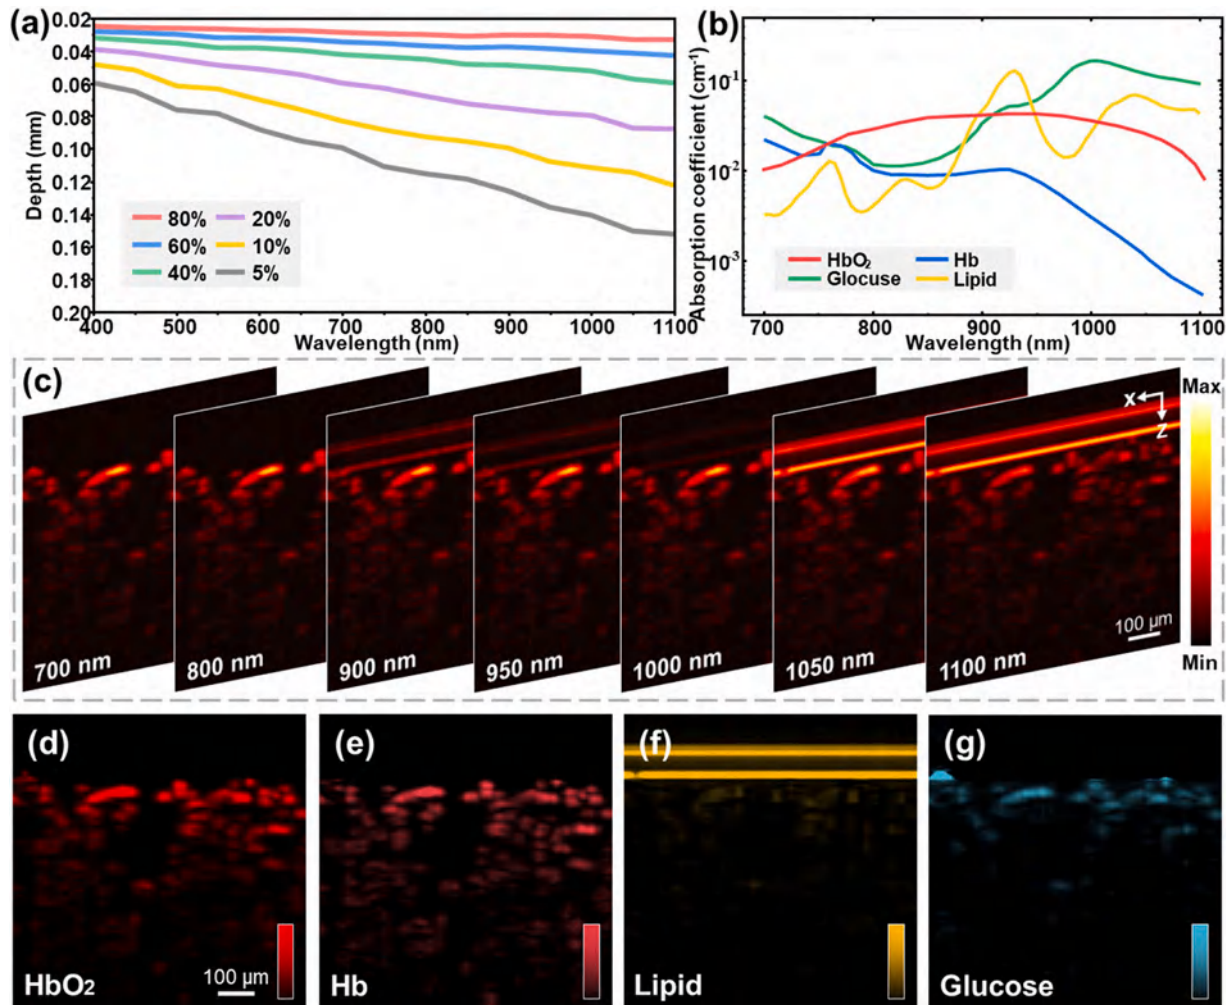 (a)
0.02
0.04
0.06
0.08
0.10
0.12
0.14
0.16
0.18
0.20
Depth (mm)
80%
20%
60%
10%
40%
5%
400
500
600
700
800
900
1000
1100
Wavelength (nm)
(b)
Absorption coefficient (cm⁻¹)
10⁻¹
10⁻²
10⁻³
HbO₂
Hb
Glocuse
Lipid
700
800
900
1000
1100
Wavelength (nm)
(c)
X
Z
Max
Min
100 µm
700 nm
800 nm
900 nm
950 nm
1000 nm
1050 nm
1100 nm
(d)
(e)
(f)
(g)
100 µm
HbO₂
Hb
Lipid
Glucose